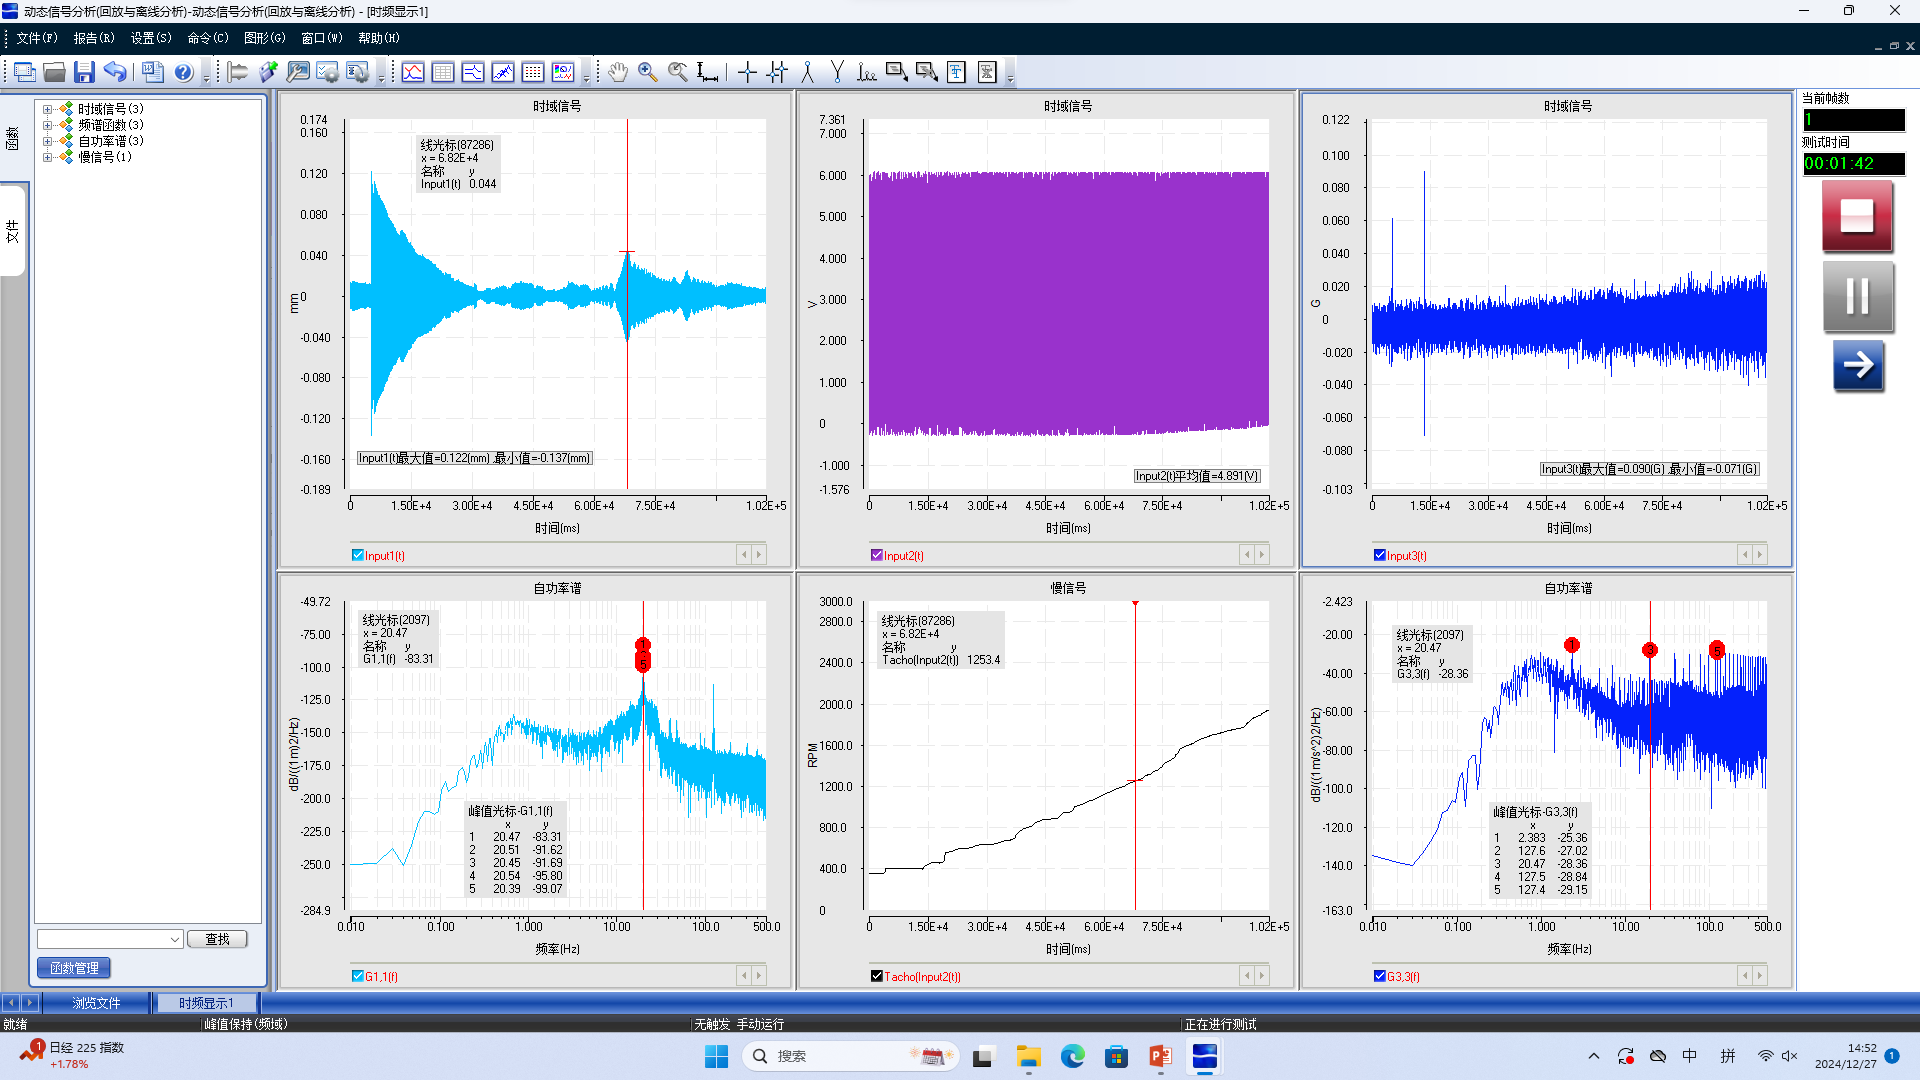 动态信号分析(回放与离线分析)-动态信号分析(回放与离线分析) - [时频显示1]
文件(F) 报告(R) 设置(S) 命令(C) 图形(G) 窗口(W) 帮助(H)
函数
文件
时域信号(3)
频谱函数(3)
自功率谱(3)
慢信号(1)
查找
函数管理
时域信号
0.174
0.160
0.120
0.080
0.040
0
-0.040
-0.080
-0.120
-0.160
-0.189
mm
线光标(87286)
x = 6.82E+4
名称 y
Input1(t) 0.044
Input1(t)最大值=0.122(mm) ,最小值=-0.137(mm)
0 1.50E+4 3.00E+4 4.50E+4 6.00E+4 7.50E+4 1.02E+5
时间(ms)
Input1(t)
时域信号
7.361
7.000
6.000
5.000
4.000
3.000
2.000
1.000
0
-1.000
-1.576
V
Input2(t)平均值=4.891(V)
0 1.50E+4 3.00E+4 4.50E+4 6.00E+4 7.50E+4 1.02E+5
时间(ms)
Input2(t)
时域信号
0.122
0.100
0.080
0.060
0.040
0.020
0
-0.020
-0.040
-0.060
-0.080
-0.103
G
Input3(t)最大值=0.090(G) ,最小值=-0.071(G)
0 1.50E+4 3.00E+4 4.50E+4 6.00E+4 7.50E+4 1.02E+5
时间(ms)
Input3(t)
自功率谱
-49.72
-75.00
-100.0
-125.0
-150.0
-175.0
-200.0
-225.0
-250.0
-284.9
dB/((1m)2/Hz)
线光标(2097)
x = 20.47
名称 y
G1,1(f) -83.31
1
5
峰值光标-G1,1(f)
x y
1 20.47 -83.31
2 20.51 -91.62
3 20.45 -91.69
4 20.54 -95.80
5 20.39 -99.07
0.010 0.100 1.000 10.00 100.0 500.0
频率(Hz)
G1,1(f)
慢信号
3000.0
2800.0
2400.0
2000.0
1600.0
1200.0
800.0
400.0
0
RPM
线光标(87286)
x = 6.82E+4
名称 y
Tacho(Input2(t)) 1253.4
0 1.50E+4 3.00E+4 4.50E+4 6.00E+4 7.50E+4 1.02E+5
时间(ms)
Tacho(Input2(t))
自功率谱
-2.423
-20.00
-40.00
-60.00
-80.00
-100.0
-120.0
-140.0
-163.0
dB/((1m/s^2)2/Hz)
线光标(2097)
x = 20.47
名称 y
G3,3(f) -28.36
1
3
峰值光标-G3,3(f)
x y
1 2.383 -25.36
2 127.6 -27.02
3 20.47 -28.36
4 127.5 -28.84
5 127.4 -29.15
0.010 0.100 1.000 10.00 100.0 500.0
频率(Hz)
G3,3(f)
当前帧数
1
测试时间
00:01:42
浏览文件 时频显示1
就绪 峰值保持(频域) 无触发 手动运行 正在进行测试
1
日经 225 指数
+1.78%
搜索
中 拼
14:52
2024/12/27
1